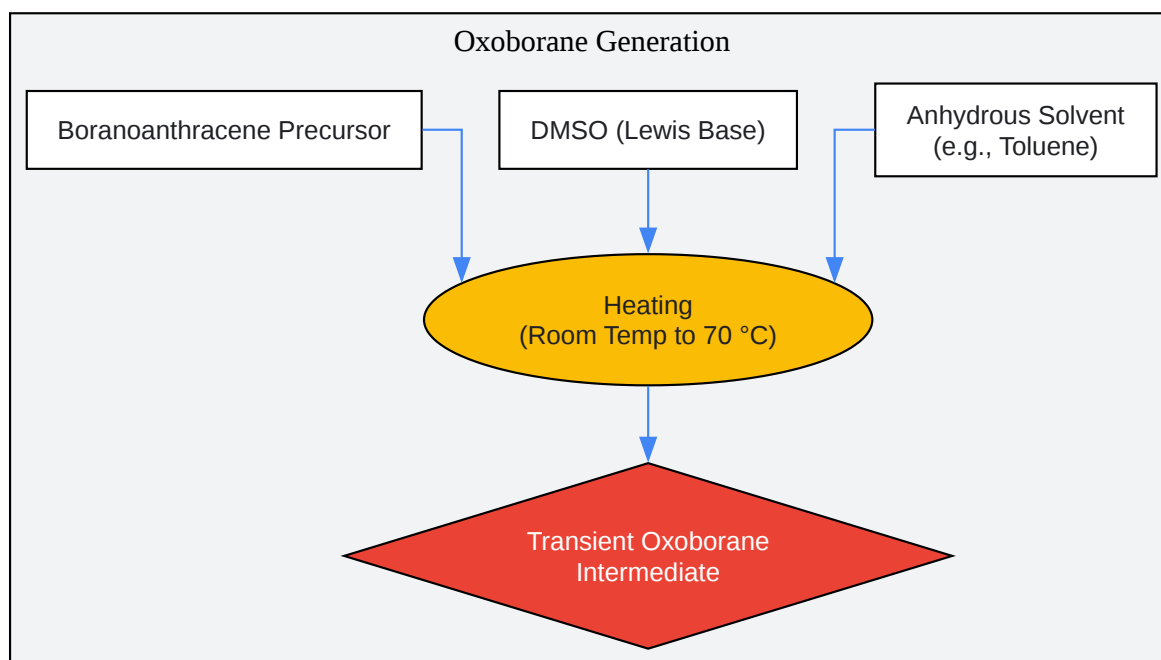 Oxoborane Generation
Boranoanthracene Precursor
DMSO (Lewis Base)
Anhydrous Solvent
(e.g., Toluene)
Heating
(Room Temp to 70 °C)
Transient Oxoborane
Intermediate